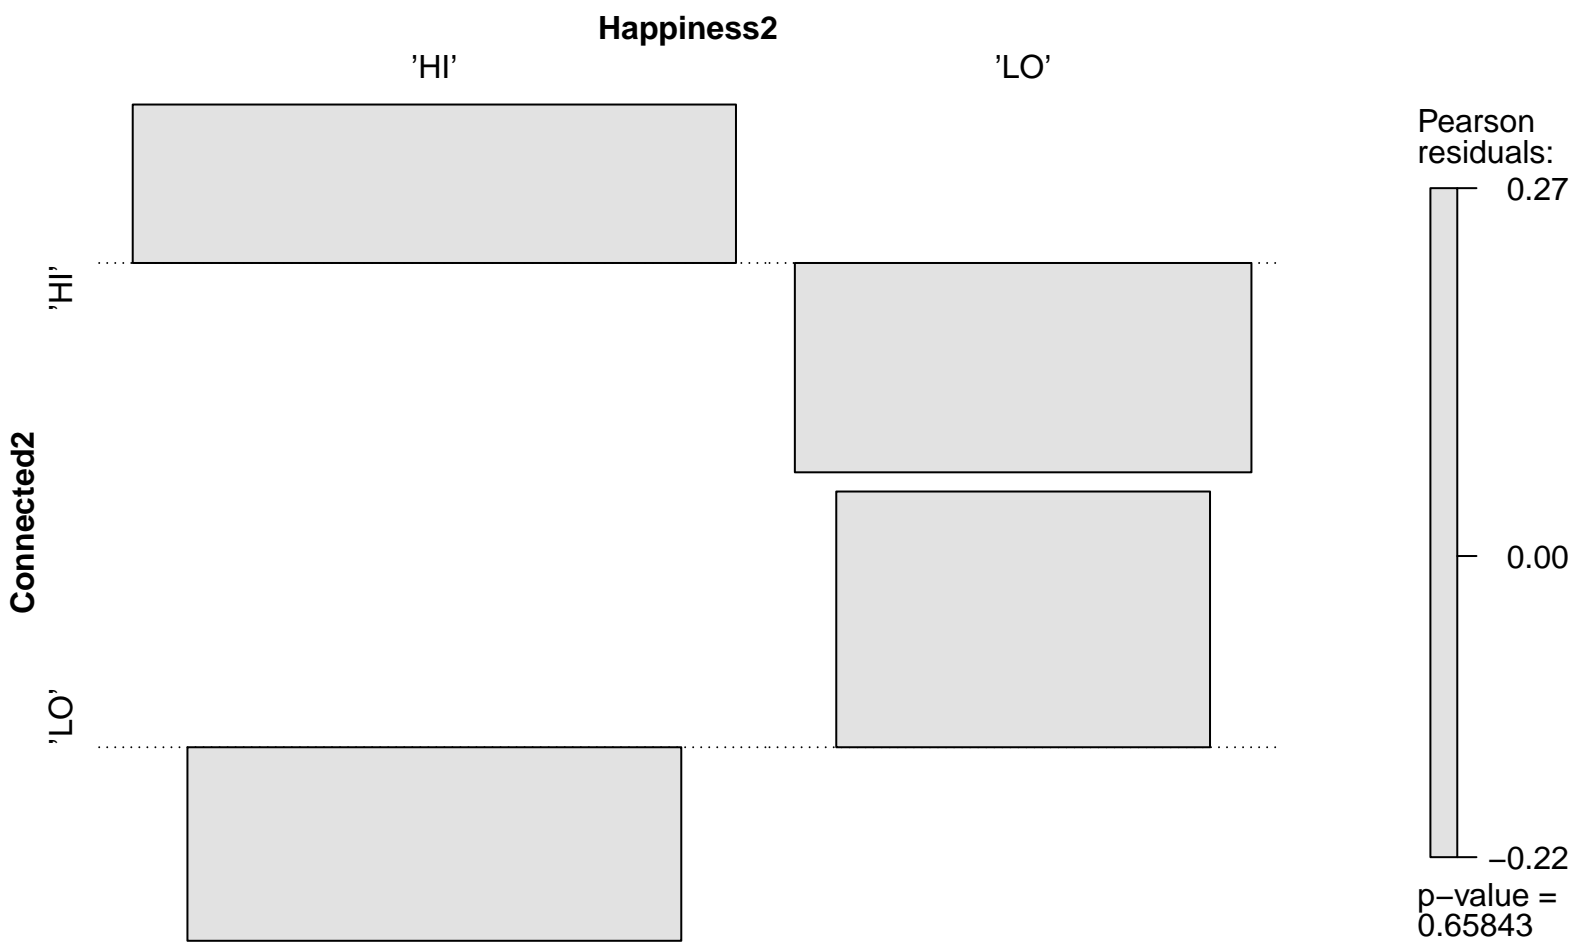 Happiness2
’HI’
’LO’
Connected2
’HI’
’LO’
Pearson
residuals:
0.27
0.00
−0.22
p−value =
0.65843